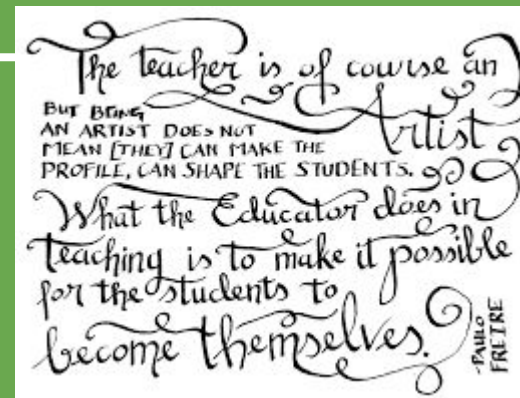 The teacher is of course an
Artist
BUT BEING
AN ARTIST DOES NOT
MEAN [THEY] CAN MAKE THE
PROFILE, CAN SHAPE THE STUDENTS.
What the Educator does in
teaching is to make it possible
for the students to
become themselves.
-PAULO
FREIRE